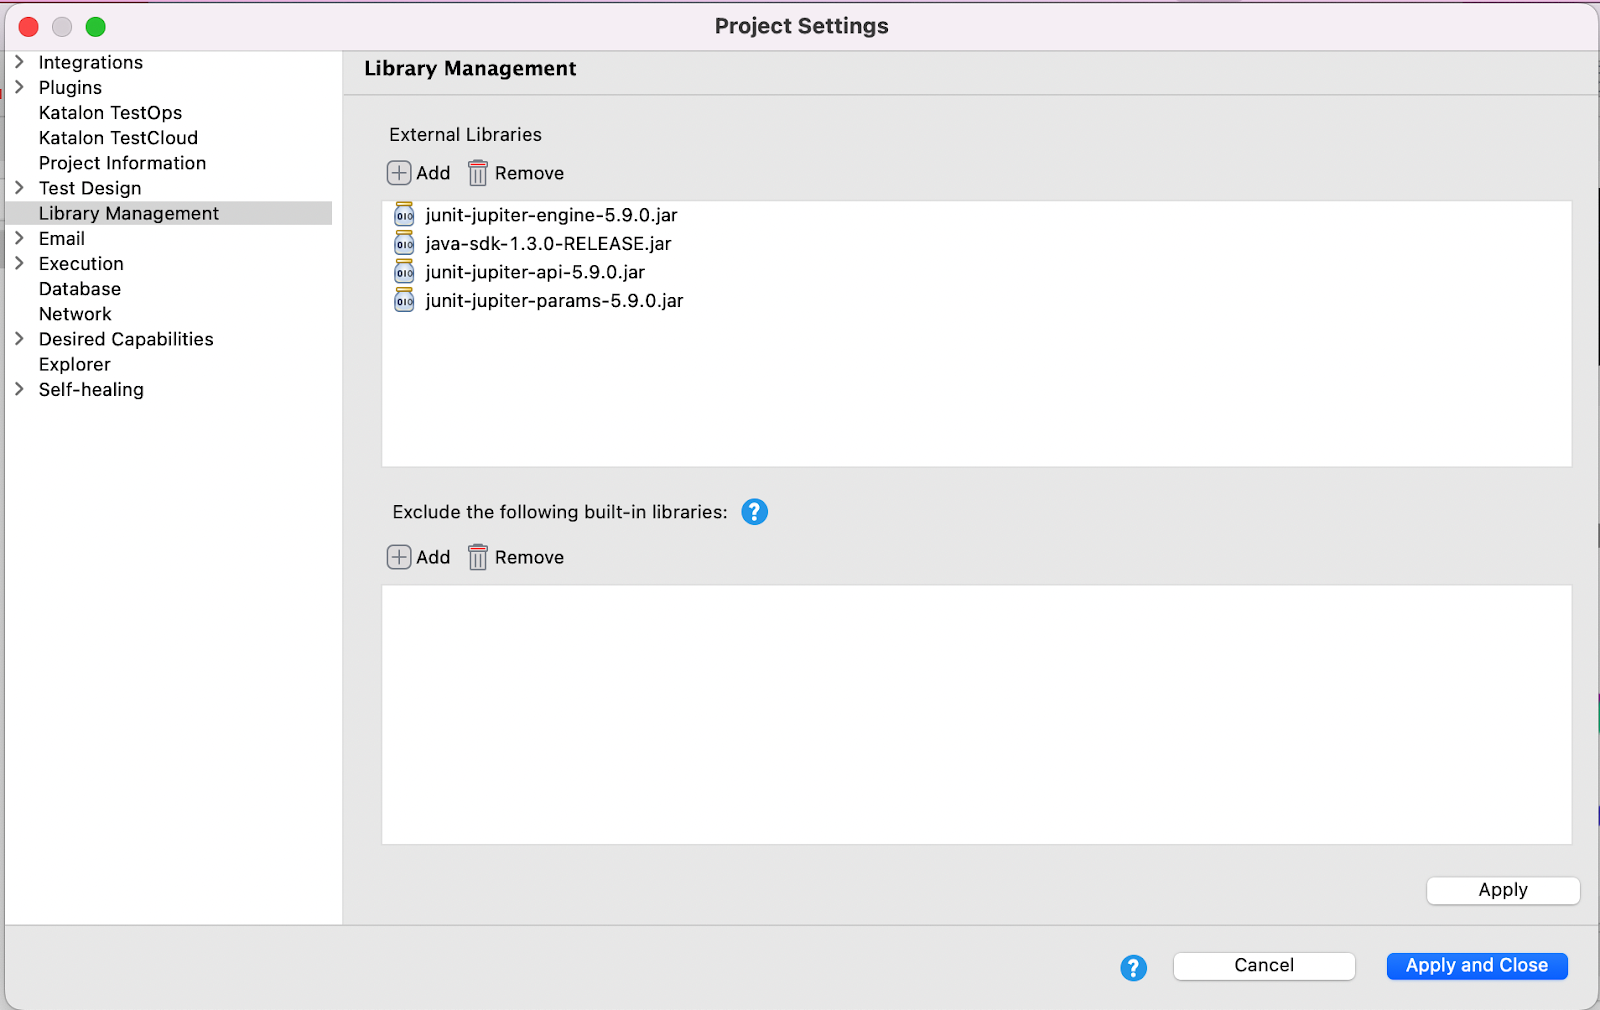 Project Settings
Integrations
Plugins
Katalon TestOps
Katalon TestCloud
Project Information
Test Design
Library Management
Email
Execution
Database
Network
Desired Capabilities
Explorer
Self-healing
Library Management
External Libraries
Add Remove
junit-jupiter-engine-5.9.0.jar
java-sdk-1.3.0-RELEASE.jar
junit-jupiter-api-5.9.0.jar
junit-jupiter-params-5.9.0.jar
Exclude the following built-in libraries: ?
Add Remove
Apply
? Cancel Apply and Close